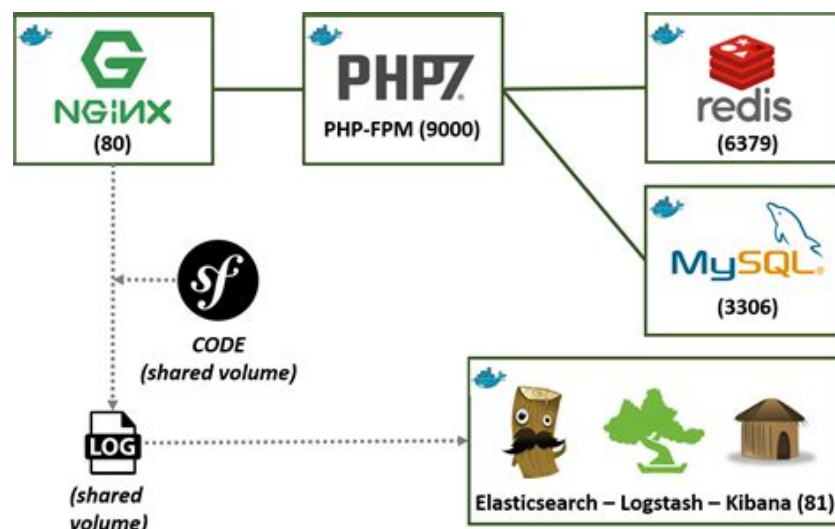 NGINX
(80)
PHP7
PHP-FPM (9000)
redis
(6379)
MySQL®
(3306)
sf
CODE
(shared volume)
LOG
(shared
volume)
Elasticsearch – Logstash – Kibana (81)